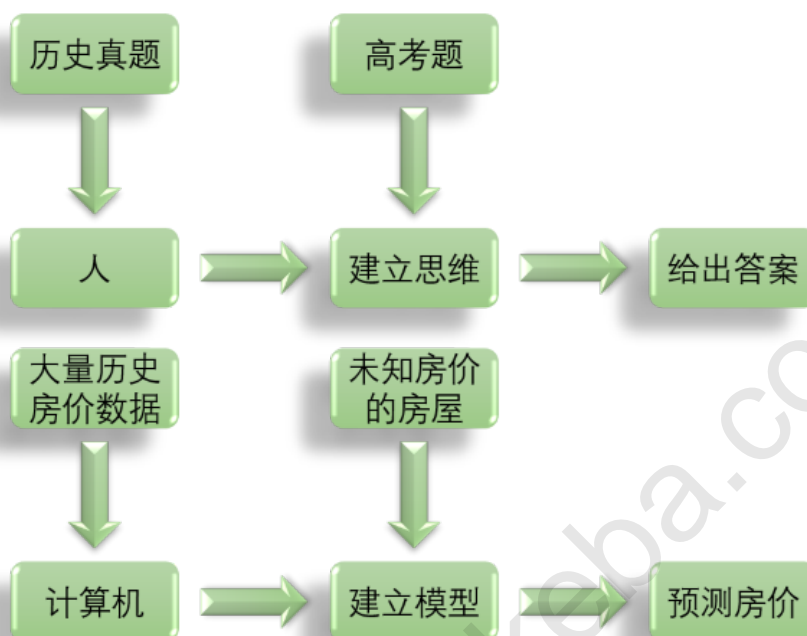 历史真题
高考题
人
建立思维
给出答案
大量历史
房价数据
未知房价
的房屋
计算机
建立模型
预测房价